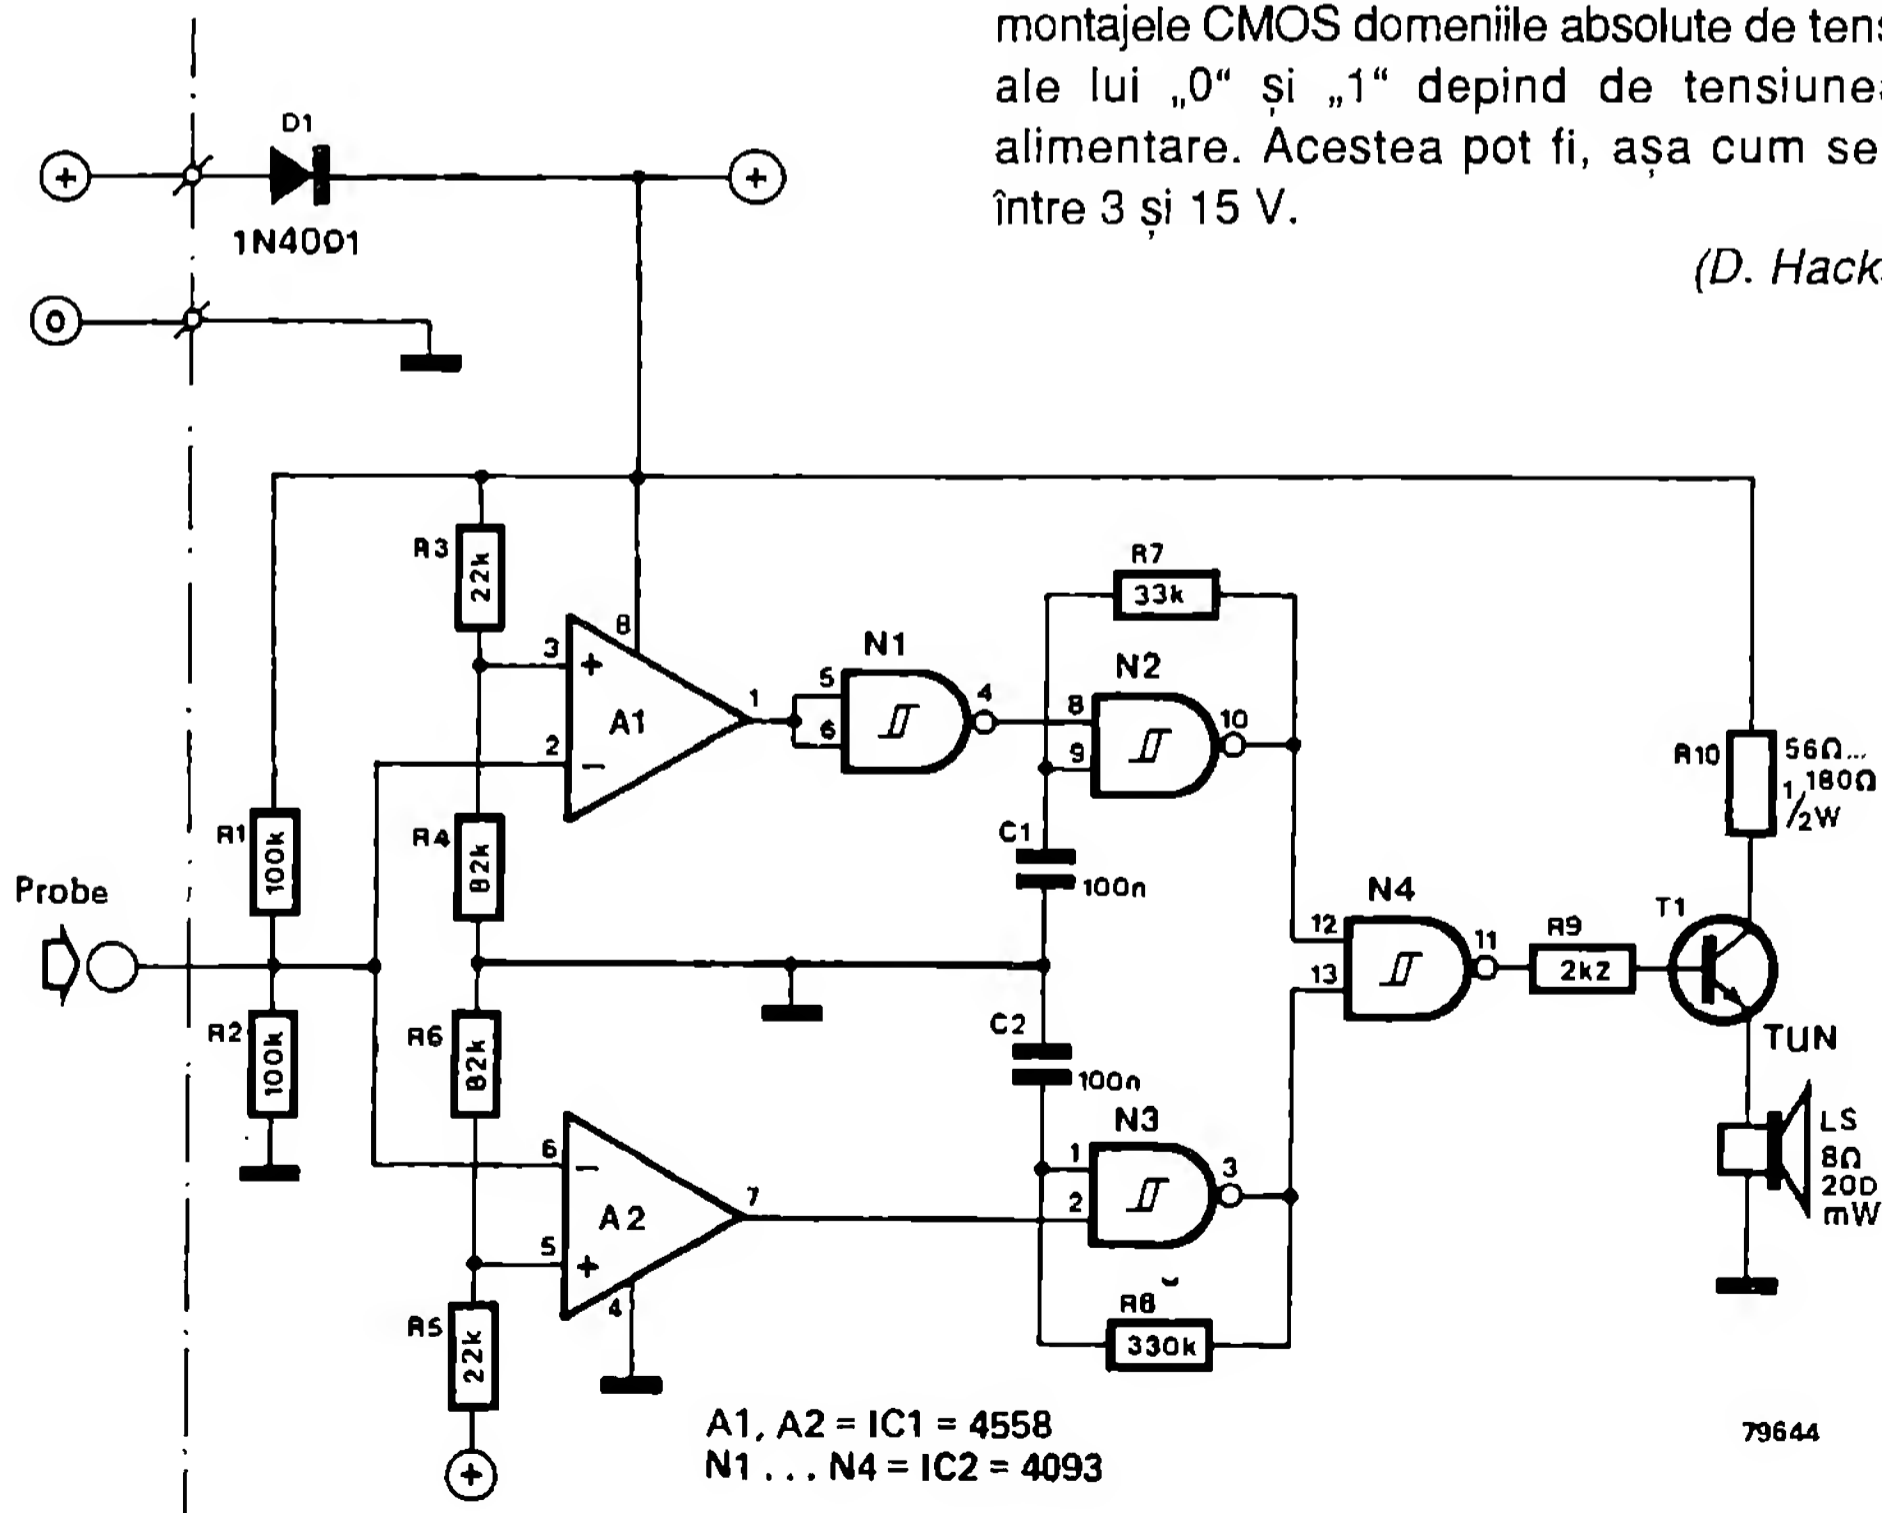 montajele CMOS domeniile absolute de
ale lui „0“ și „1“ depind de
alimentare. Acestea pot fi, așa cum se
între 3 și 15 V.
(D.
D1
+
+
1N4001
0
R3
22k
8
3
+
A1
2
−
1
N1
5
6
4
R7
33k
N2
8
9
10
R10
56Ω...
180Ω
1/2W
R1
100k
R4
82k
C1
100n
Probe
N4
12
13
11
R9
2k2
T1
TUN
R2
100k
R6
82k
C2
100n
N3
1
2
3
LS
8Ω
200
mW
6
−
A2
5
+
7
4
R5
22k
R8
330k
+
A1, A2 = IC1 = 4558
N1 ... N4 = IC2 = 4093
79644